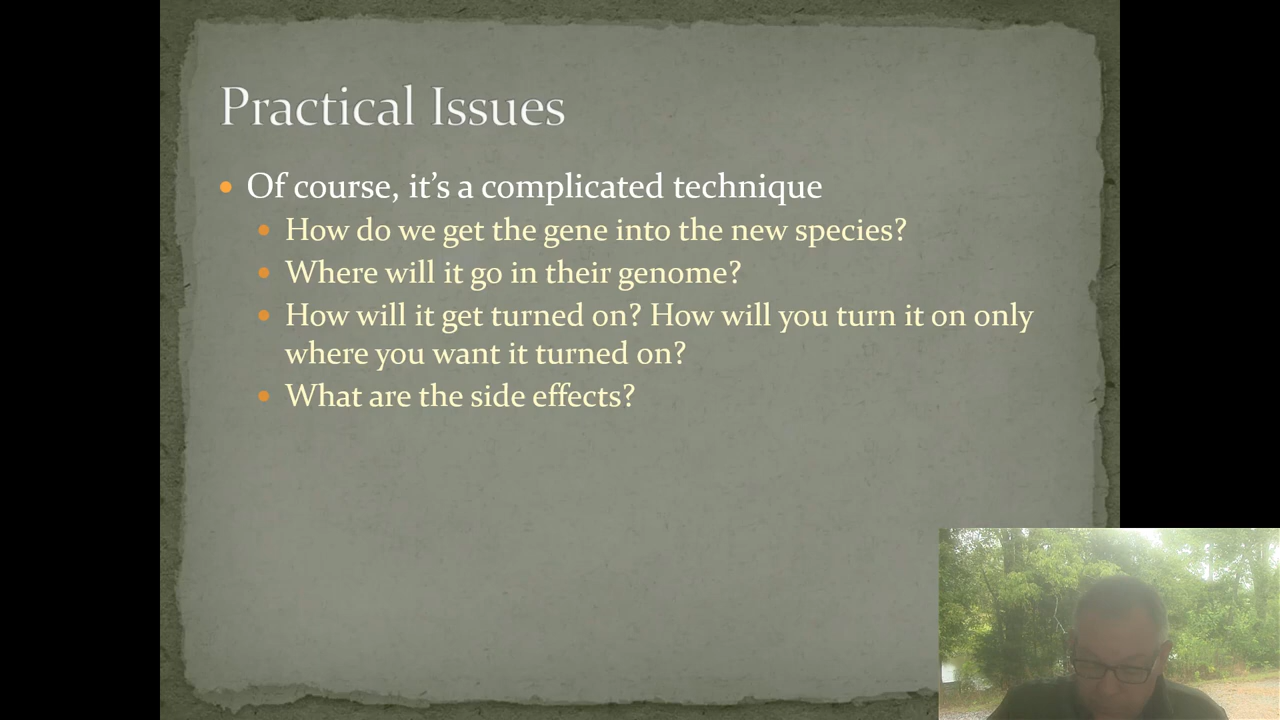 Practical Issues
Of course, it's a complicated technique
How do we get the gene into the new species?
Where will it go in their genome?
How will it get turned on? How will you turn it on only
where you want it turned on?
What are the side effects?